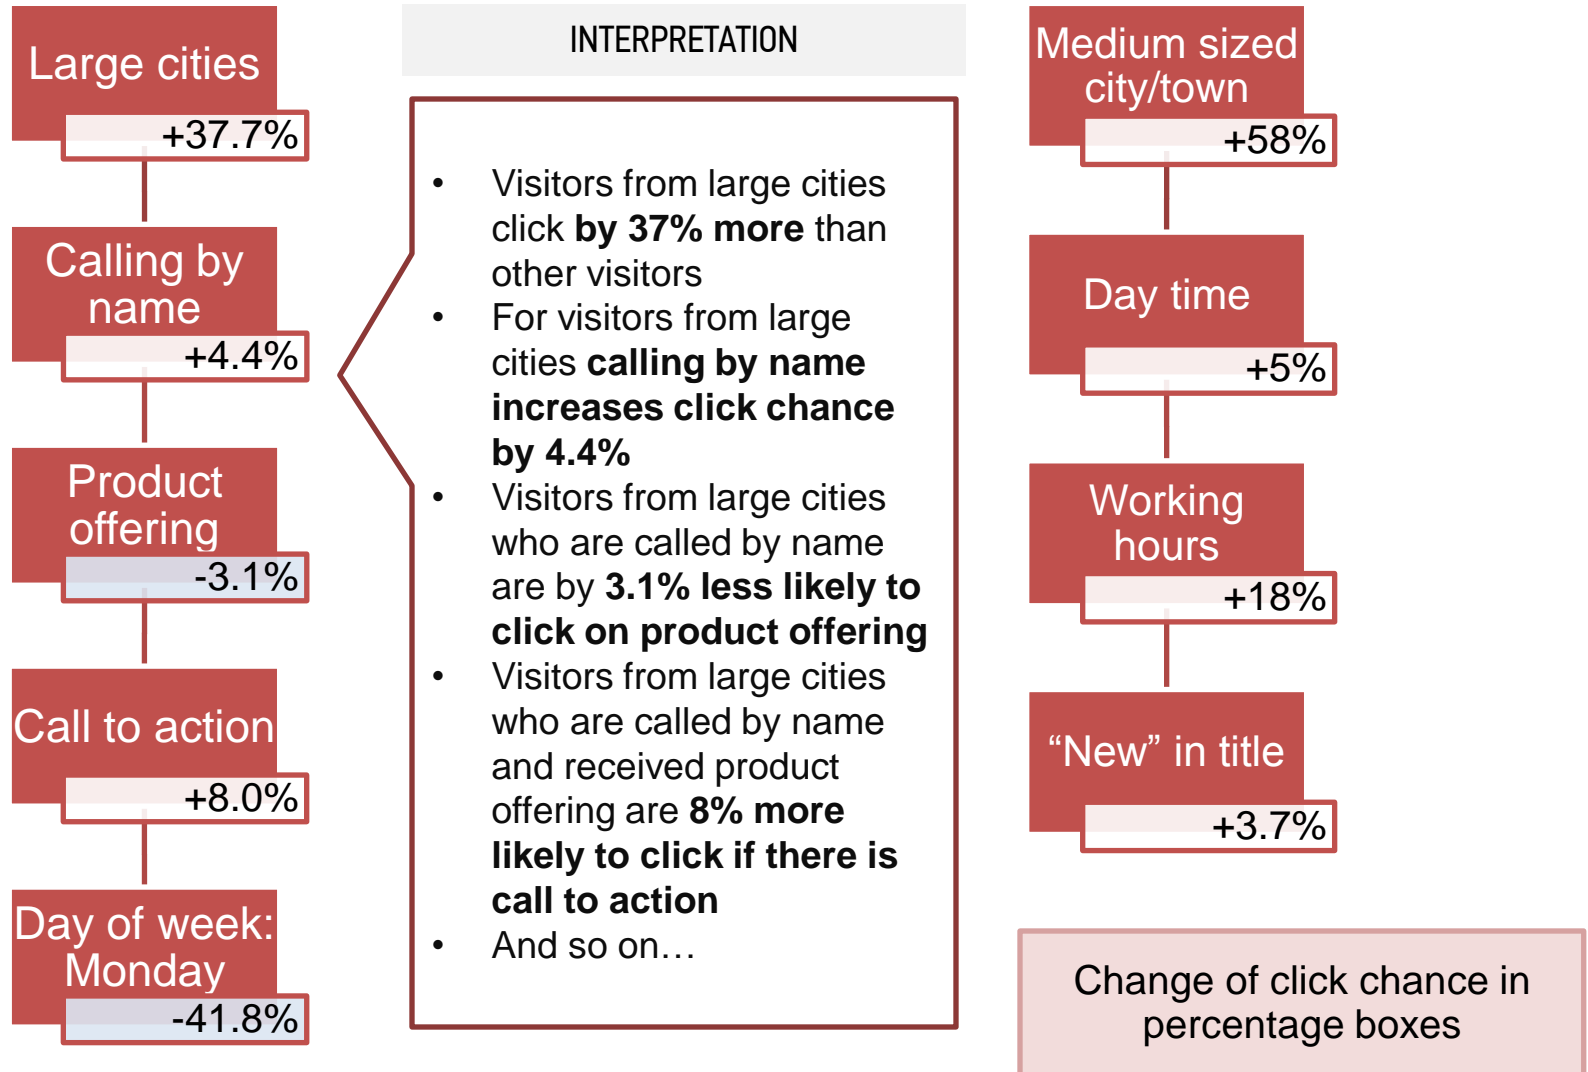 Large cities
+37.7%
Calling by
name
+4.4%
Product
offering
-3.1%
Call to action
+8.0%
Day of week:
Monday
-41.8%
INTERPRETATION
• Visitors from large cities
click by 37% more than
other visitors
• For visitors from large
cities calling by name
increases click chance
by 4.4%
• Visitors from large cities
who are called by name
are by 3.1% less likely to
click on product offering
• Visitors from large cities
who are called by name
and received product
offering are 8% more
likely to click if there is
call to action
• And so on…
Medium sized
city/town
+58%
Day time
+5%
Working
hours
+18%
“New” in title
+3.7%
Change of click chance in
percentage boxes